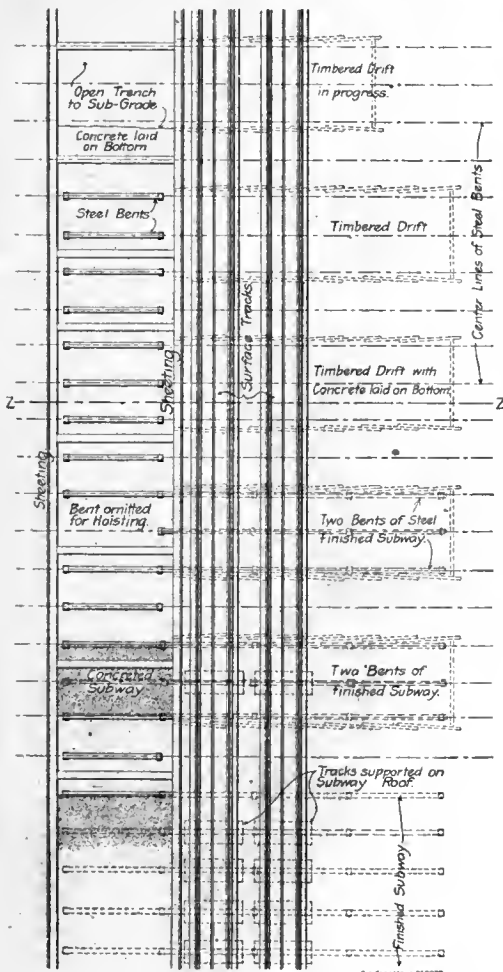 Timbered Drift
in progress.
Open Trench
to Sub-Grade
Concrete laid
on Bottom
Steel Bents
Timbered Drift
Center Lines of Steel Bents
Surface Tracks
Sheeting
Timbered Drift with
Concrete laid on Bottom
Z
Z
Sheeting
Bent omitted
for Hoisting.
Two Bents of Steel
finished Subway.
Concreted
Subway
Two Bents of
finished Subway.
Tracks supported on
Subway Roof.
Finished Subway